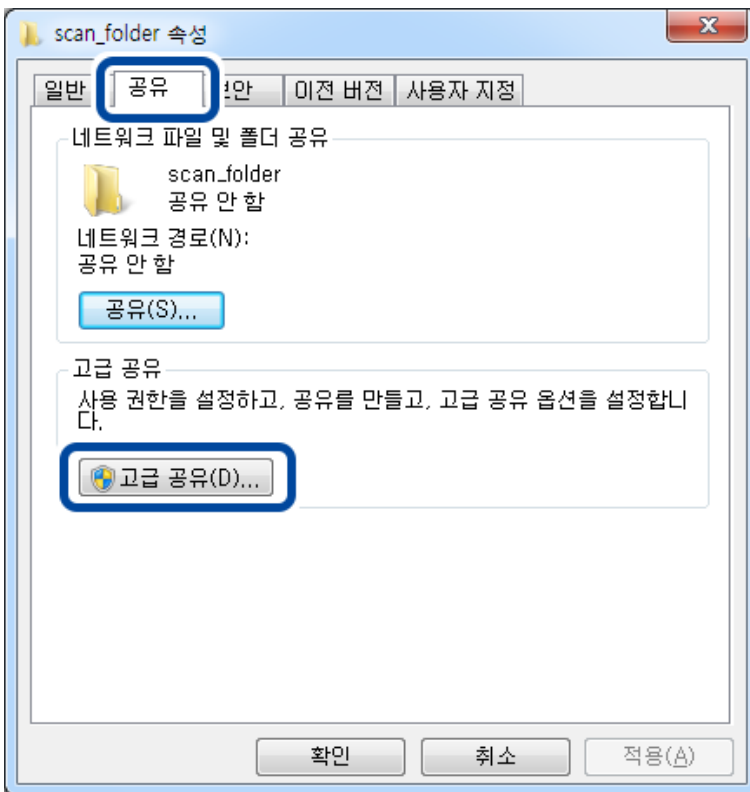 scan_folder 속성
일반 공유 보안 이전 버전 사용자 지정
네트워크 파일 및 폴더 공유
scan_folder
공유 안 함
네트워크 경로(N):
공유 안 함
공유(S)...
고급 공유
사용 권한을 설정하고, 공유를 만들고, 고급 공유 옵션을 설정합니
다.
고급 공유(D)...
확인 취소 적용(A)